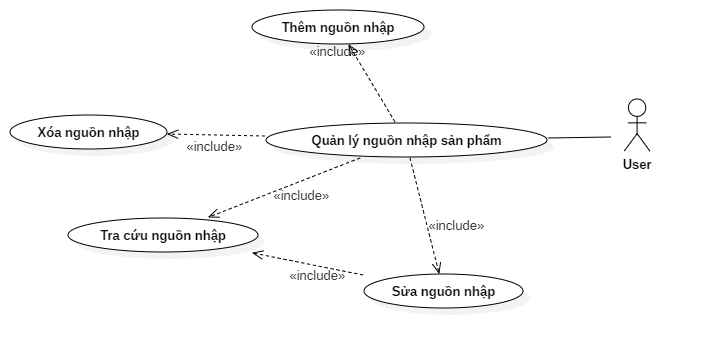 Thêm nguồn nhập
«include»
Xóa nguồn nhập
«include»
Quản lý nguồn nhập sản phẩm
User
«include»
Tra cứu nguồn nhập
«include»
«include»
Sửa nguồn nhập